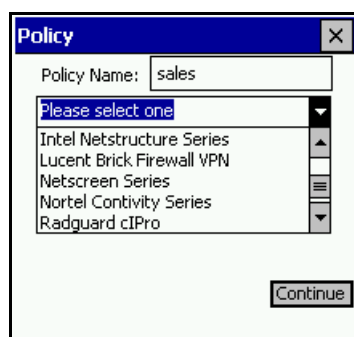 Policy
Policy Name: sales
Please select one
Intel Netstructure Series
Lucent Brick Firewall VPN
Netscreen Series
Nortel Contivity Series
Radguard cIPro
Continue